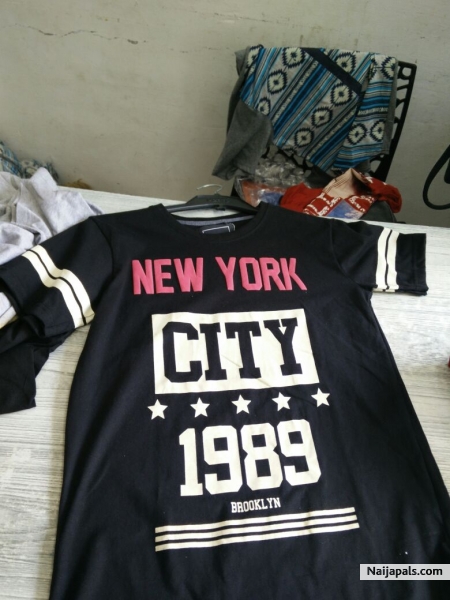 NEW YORK
CITY
1989
BROOKLYN
Naijapals.com